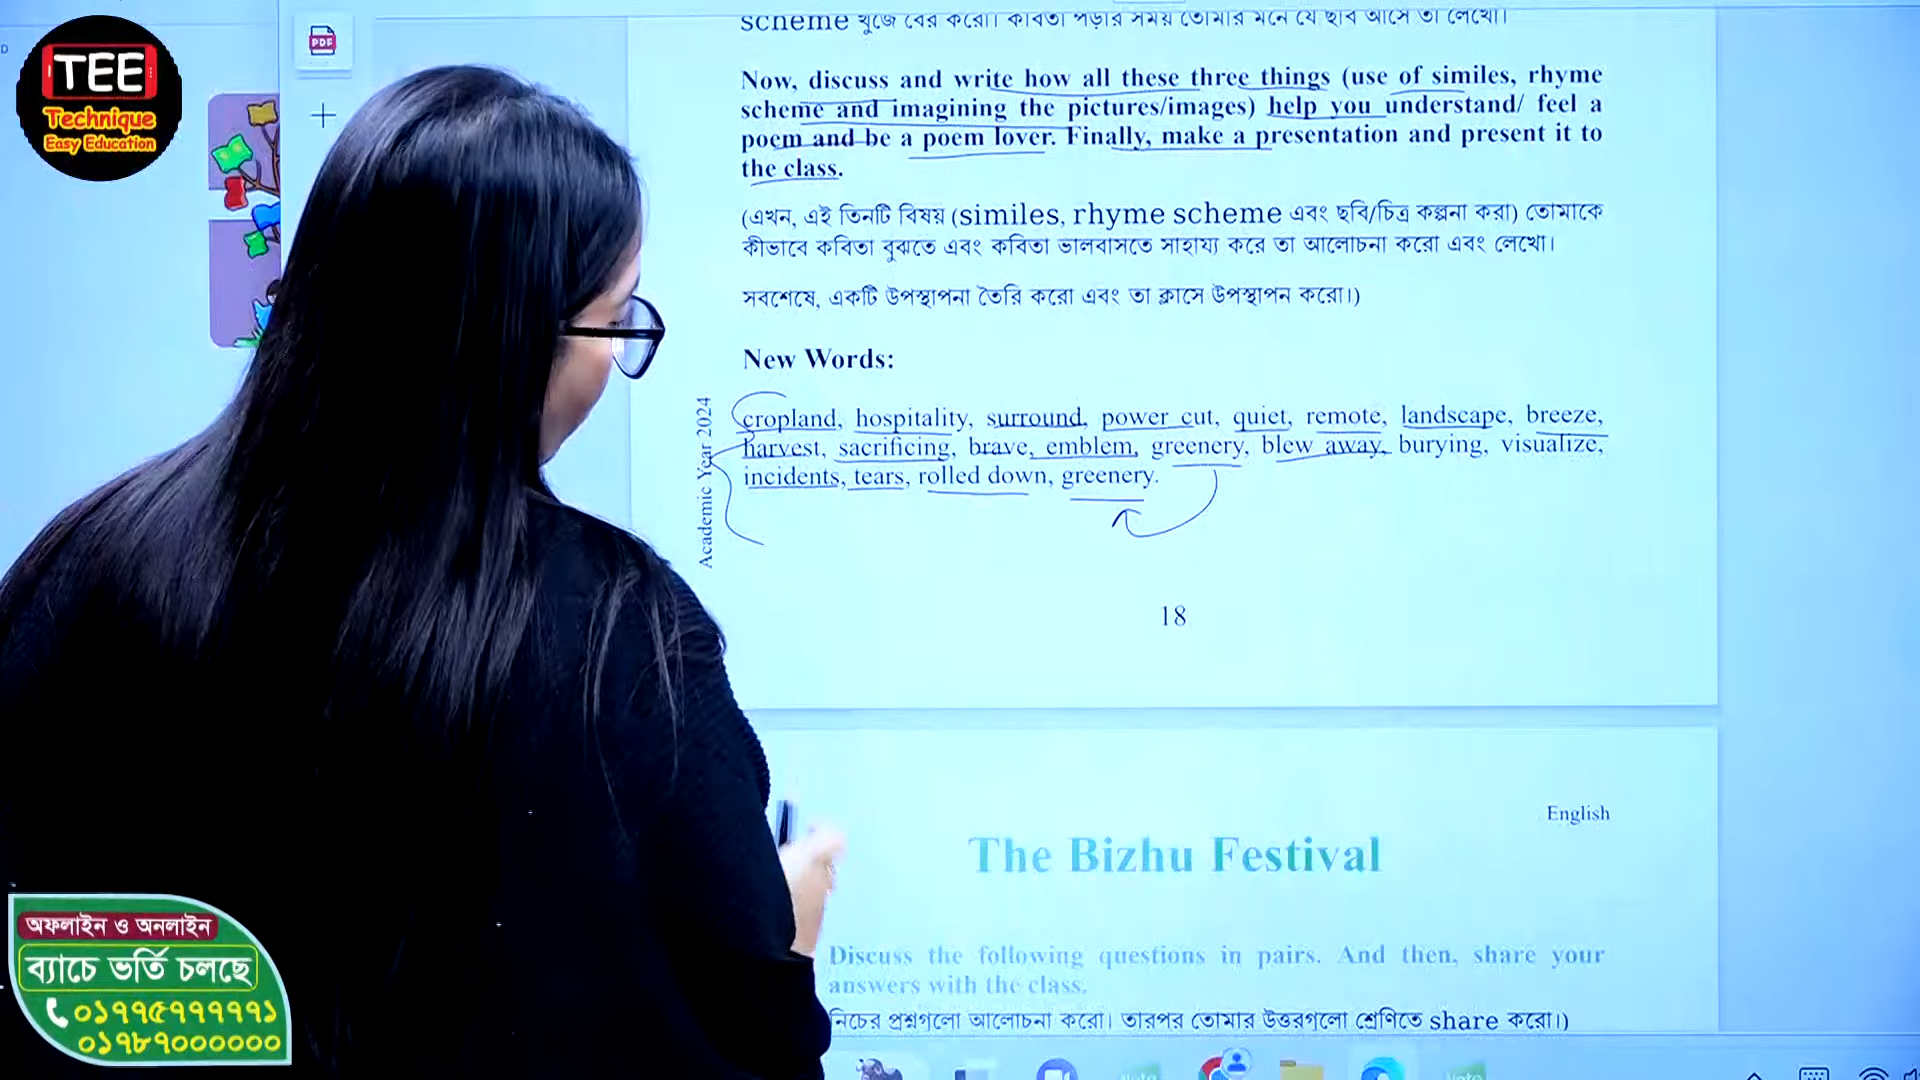 TEE
Technique
Easy Education
PDF
scheme খুঁজে বের করো। কবিতা পড়ার সময় তোমার মনে যে ছবি আসে তা লেখো।
Now, discuss and write how all these three things (use of similes, rhyme
scheme and imagining the pictures/images) help you understand/ feel a
poem and be a poem lover. Finally, make a presentation and present it to
the class.
(এখন, এই তিনটি বিষয় (similes, rhyme scheme এবং ছবি/চিত্র কল্পনা করা) তোমাকে
কীভাবে কবিতা বুঝতে এবং কবিতা ভালবাসতে সাহায্য করে তা আলোচনা করো এবং লেখো।
সবশেষে, একটি উপস্থাপনা তৈরি করো এবং তা ক্লাসে উপস্থাপন করো।)
New Words:
cropland, hospitality, surround, power cut, quiet, remote, landscape, breeze,
harvest, sacrificing, brave, emblem, greenery, blew away, burying, visualize,
incidents, tears, rolled down, greenery.
Academic Year 2024
18
English
The Bizhu Festival
Discuss the following questions in pairs. And then, share your
answers with the class.
নিচের প্রশ্নগুলো আলোচনা করো। তারপর তোমার উত্তরগুলো শ্রেণিতে share করো।)
অফলাইন ও অনলাইন
ব্যাচে ভর্তি চলছে
০১৭৭৫৭৭৭৭৭১
০১৭৮৭০০০০০০